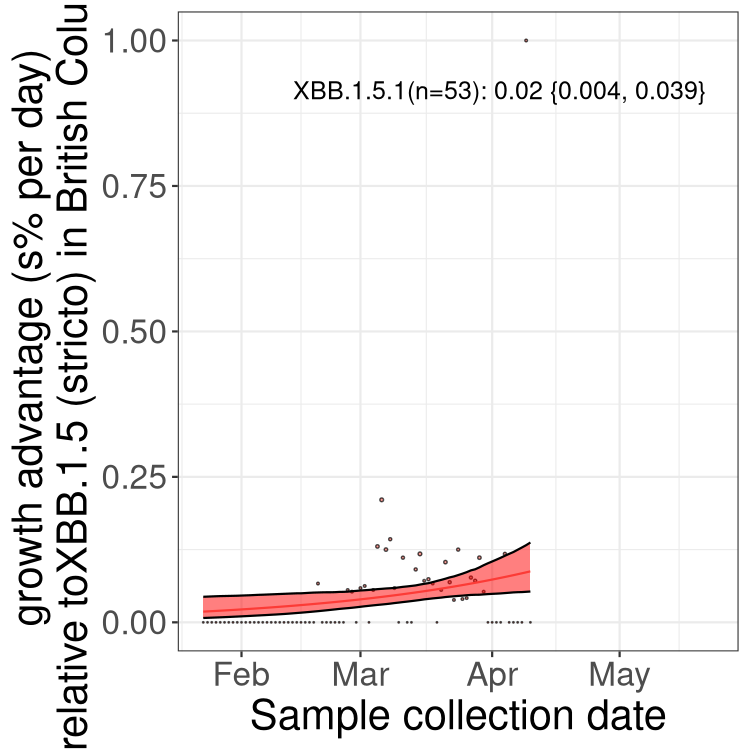 growth advantage (s% per day)
relative toXBB.1.5 (stricto) in British Colu
1.00
0.75
0.50
0.25
0.00
XBB.1.5.1(n=53): 0.02 {0.004, 0.039}
Feb Mar Apr May
Sample collection date